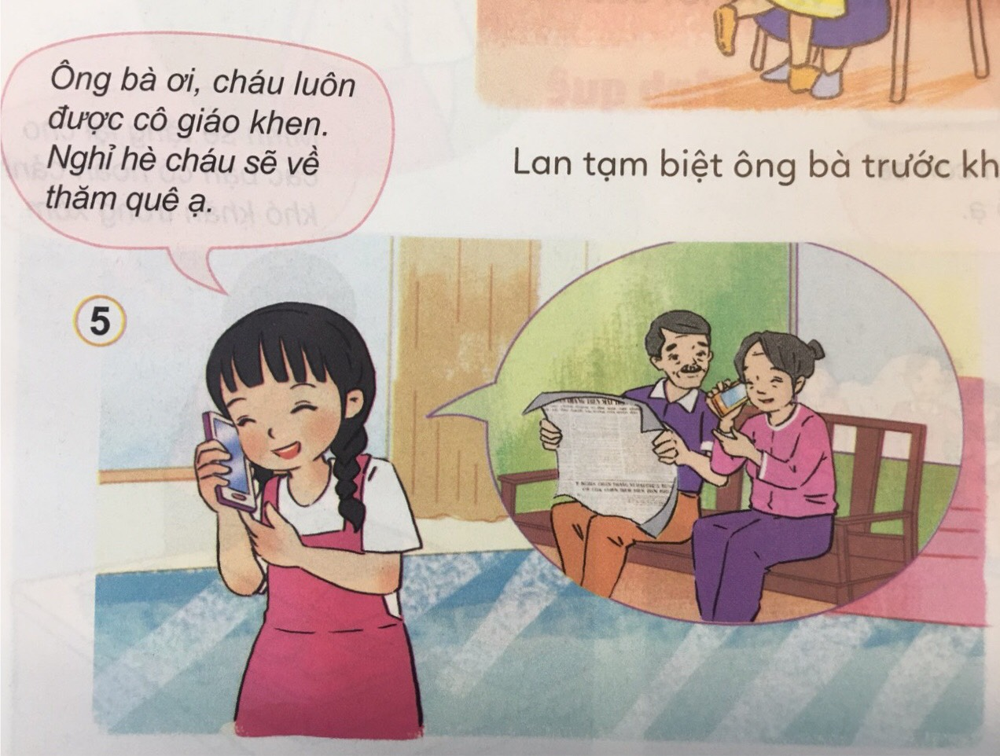 Ông bà ơi, cháu luôn
được cô giáo khen.
Nghỉ hè cháu sẽ về
thăm quê ạ.
Lan tạm biệt ông bà trước kh
5